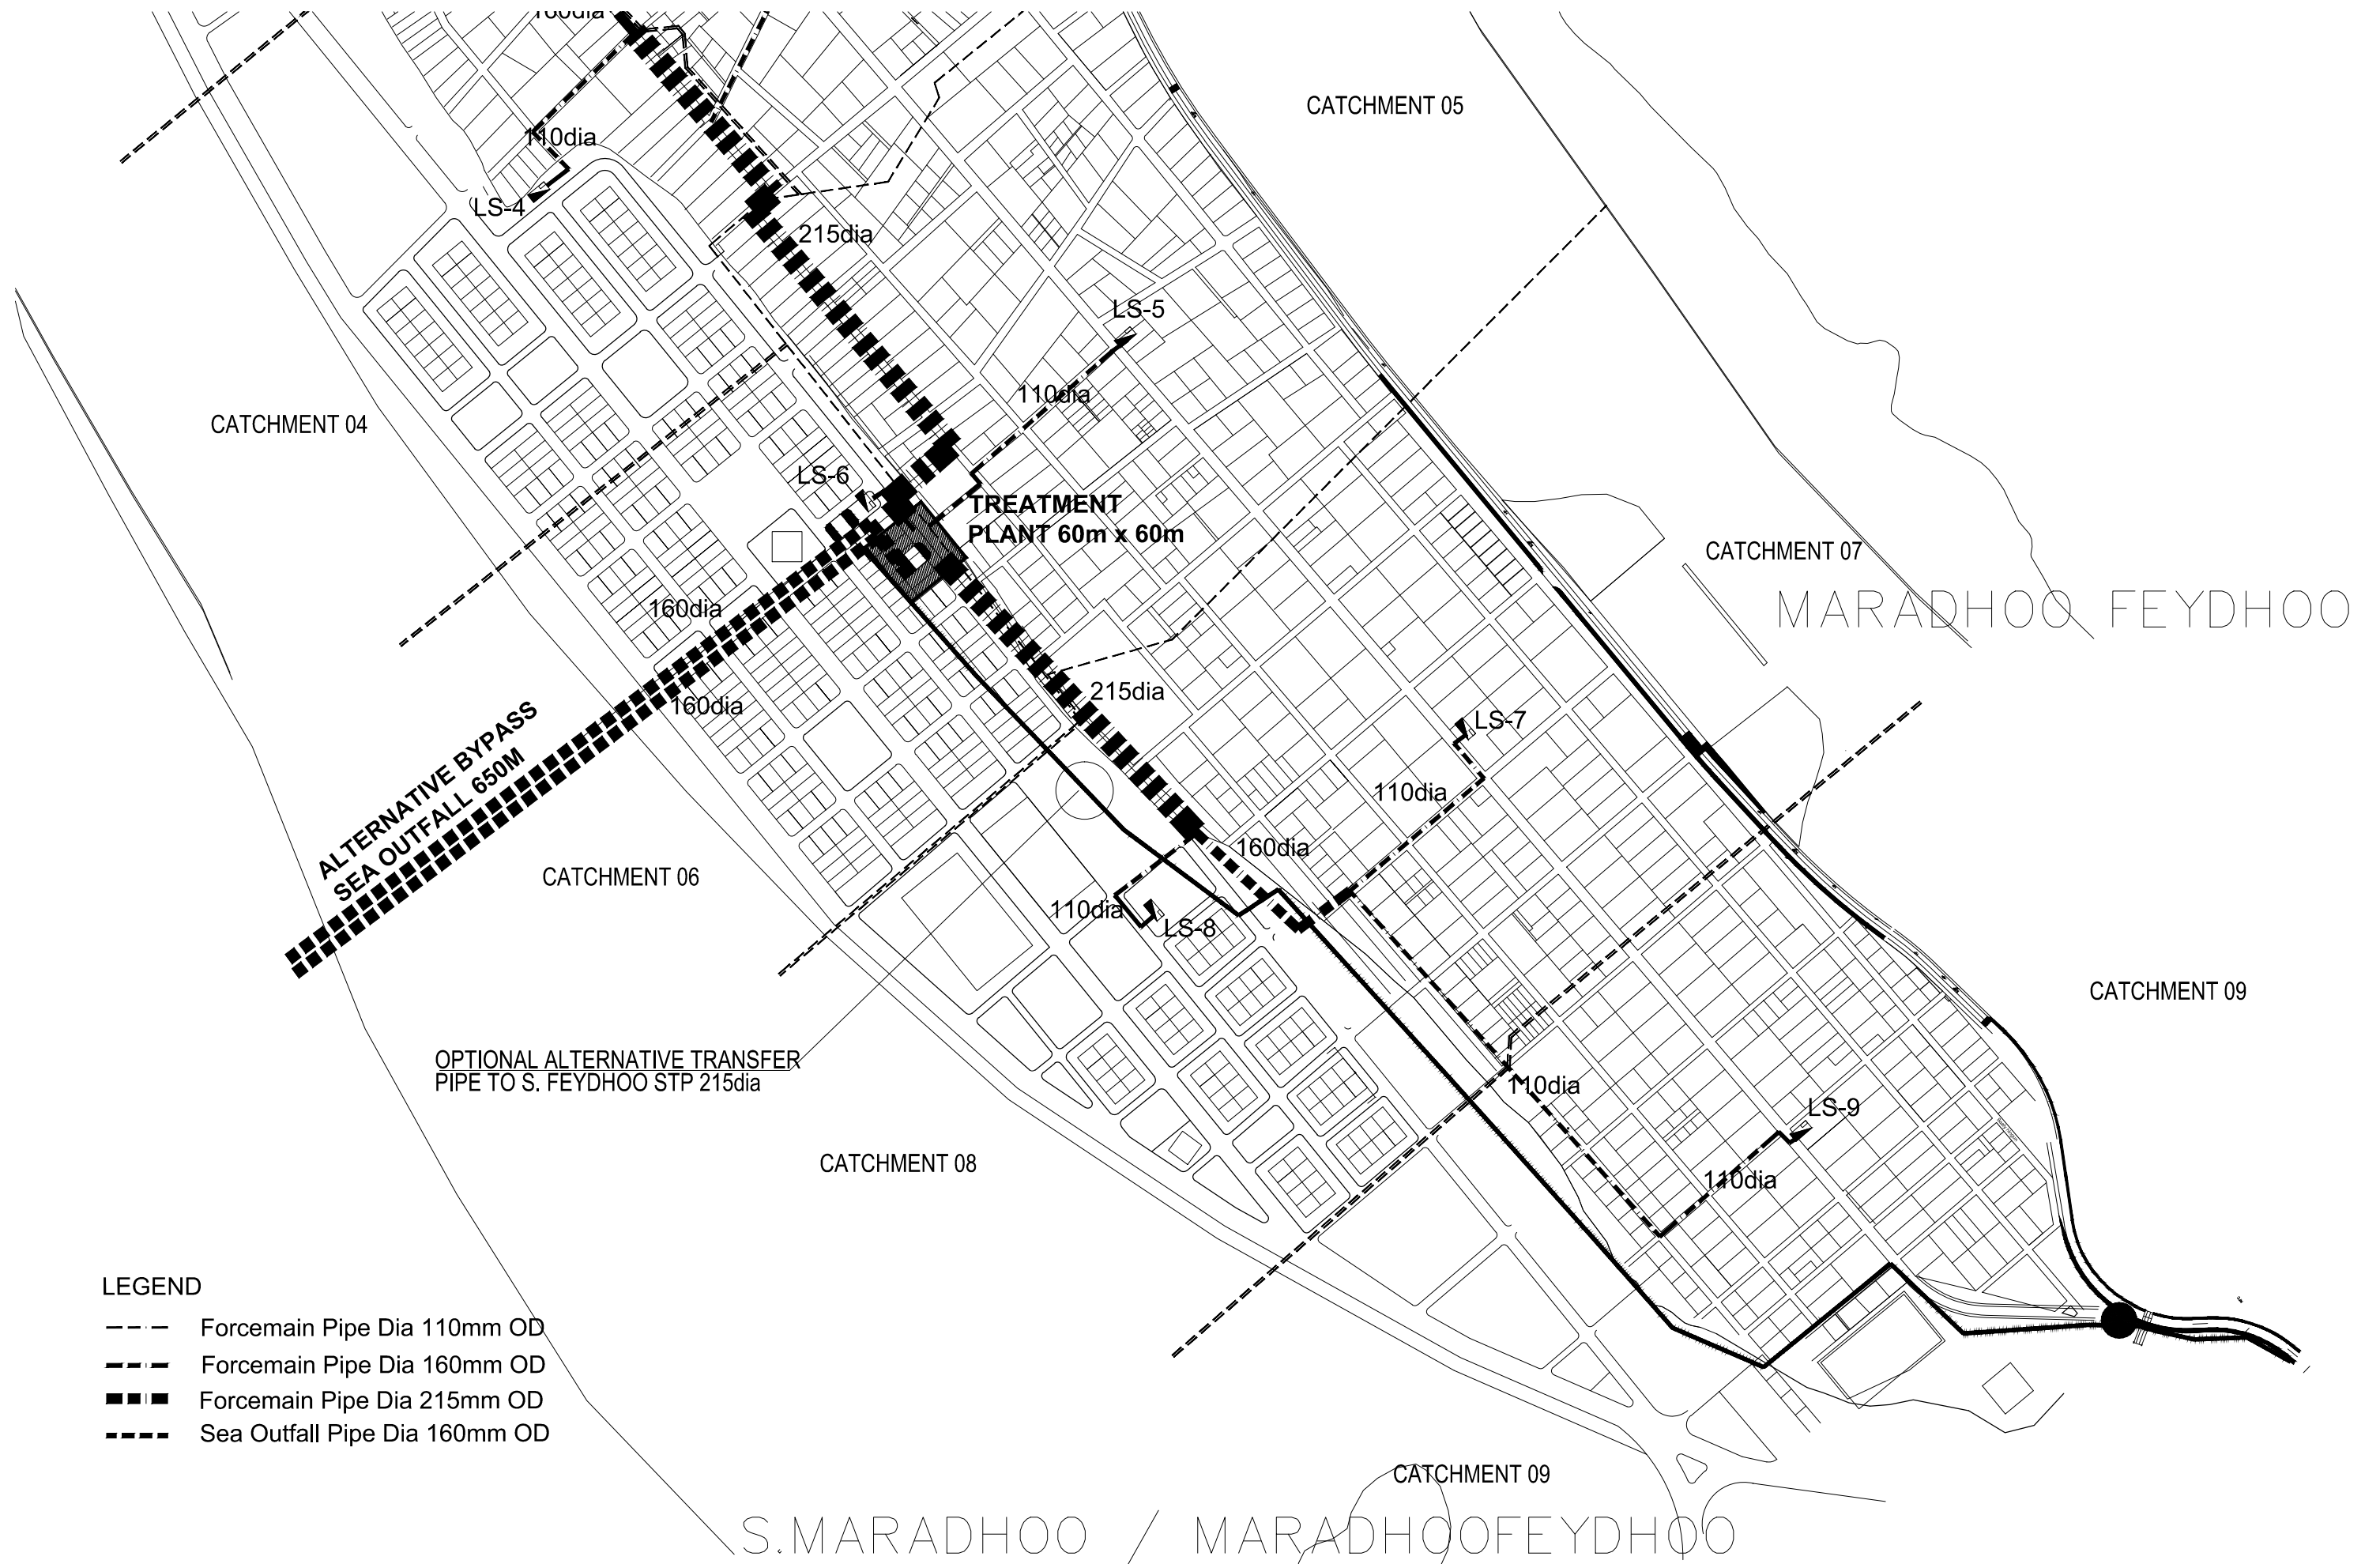 160dia
CATCHMENT 05
110dia
LS-4
215dia
LS-5
110dia
CATCHMENT 04
LS-6
TREATMENT
PLANT 60m x 60m
CATCHMENT 07
MARADHOO FEYDHOO
160dia
215dia
160dia
LS-7
ALTERNATIVE BYPASS
SEA OUTFALL 650M
110dia
160dia
CATCHMENT 06
110dia
LS-8
CATCHMENT 09
OPTIONAL ALTERNATIVE TRANSFER
PIPE TO S. FEYDHOO STP 215dia
110dia
LS-9
CATCHMENT 08
110dia
LEGEND
Forcemain Pipe Dia 110mm OD
Forcemain Pipe Dia 160mm OD
Forcemain Pipe Dia 215mm OD
Sea Outfall Pipe Dia 160mm OD
CATCHMENT 09
S.MARADHOO / MARADHOOFEYDHOO